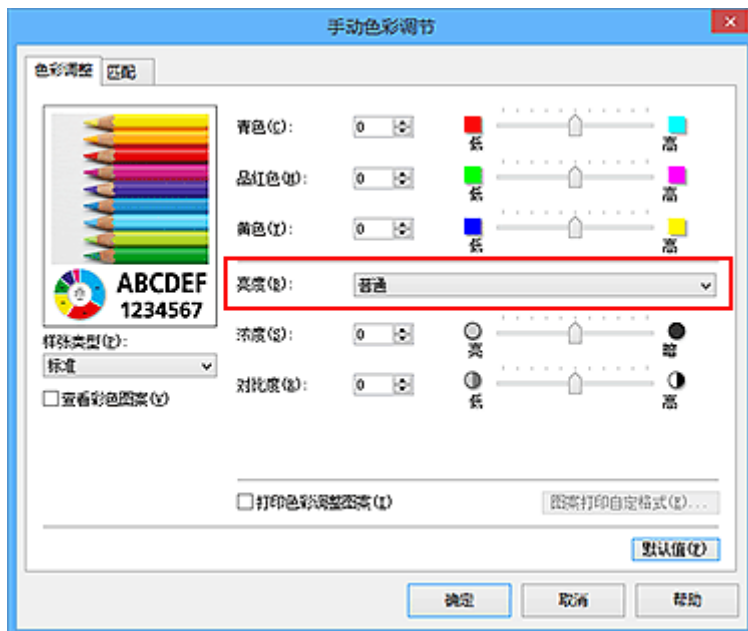 手动色彩调节
色彩调整 匹配
青色(C): 0 低 高
品红色(M): 0 低 高
黄色(Y): 0 低 高
亮度(B): 普通
浓度(S): 0 亮 暗
对比度(R): 0 低 高
ABCDEF
1234567
样张类型(P):
标准
查看彩色图案(V)
打印色彩调整图案(I) 图案打印自定格式(E)...
默认值(F)
确定 取消 帮助